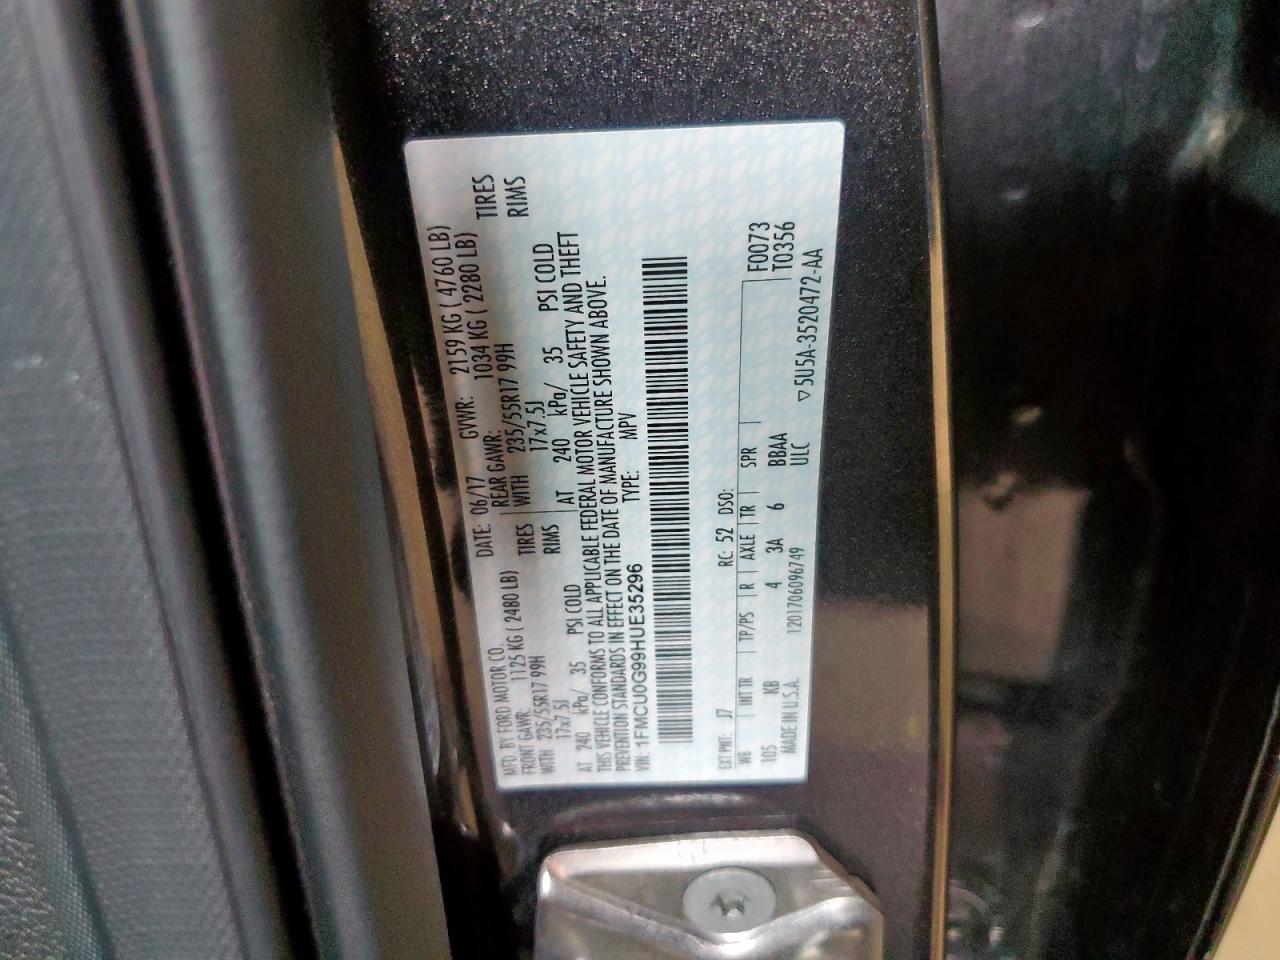 MFD. BY FORD MOTOR CO.
DATE: 06/17 GVWR: 2159 KG ( 4760 LB)
FRONT GAWR: 1125 KG ( 2480 LB) REAR GAWR: 1034 KG ( 2280 LB)
WITH 235/55R17 99H TIRES WITH 235/55R17 99H TIRES
17x7.5J RIMS 17x7.5J RIMS
AT 240 kPa/ 35 PSI COLD AT 240 kPa/ 35 PSI COLD
THIS VEHICLE CONFORMS TO ALL APPLICABLE FEDERAL MOTOR VEHICLE SAFETY AND THEFT
PREVENTION STANDARDS IN EFFECT ON THE DATE OF MANUFACTURE SHOWN ABOVE.
VIN: 1FMCU0G99HUE35296 TYPE: MPV
EXT PNT: J7 RC: 52 DSO: F0073
WB INT TR TP/PS R AXLE TR SPR T0356
105 KB 4 3A 6 BBAA
ULC
MADE IN U.S.A. 1201706096749 ▽5U5A-3520472-AA